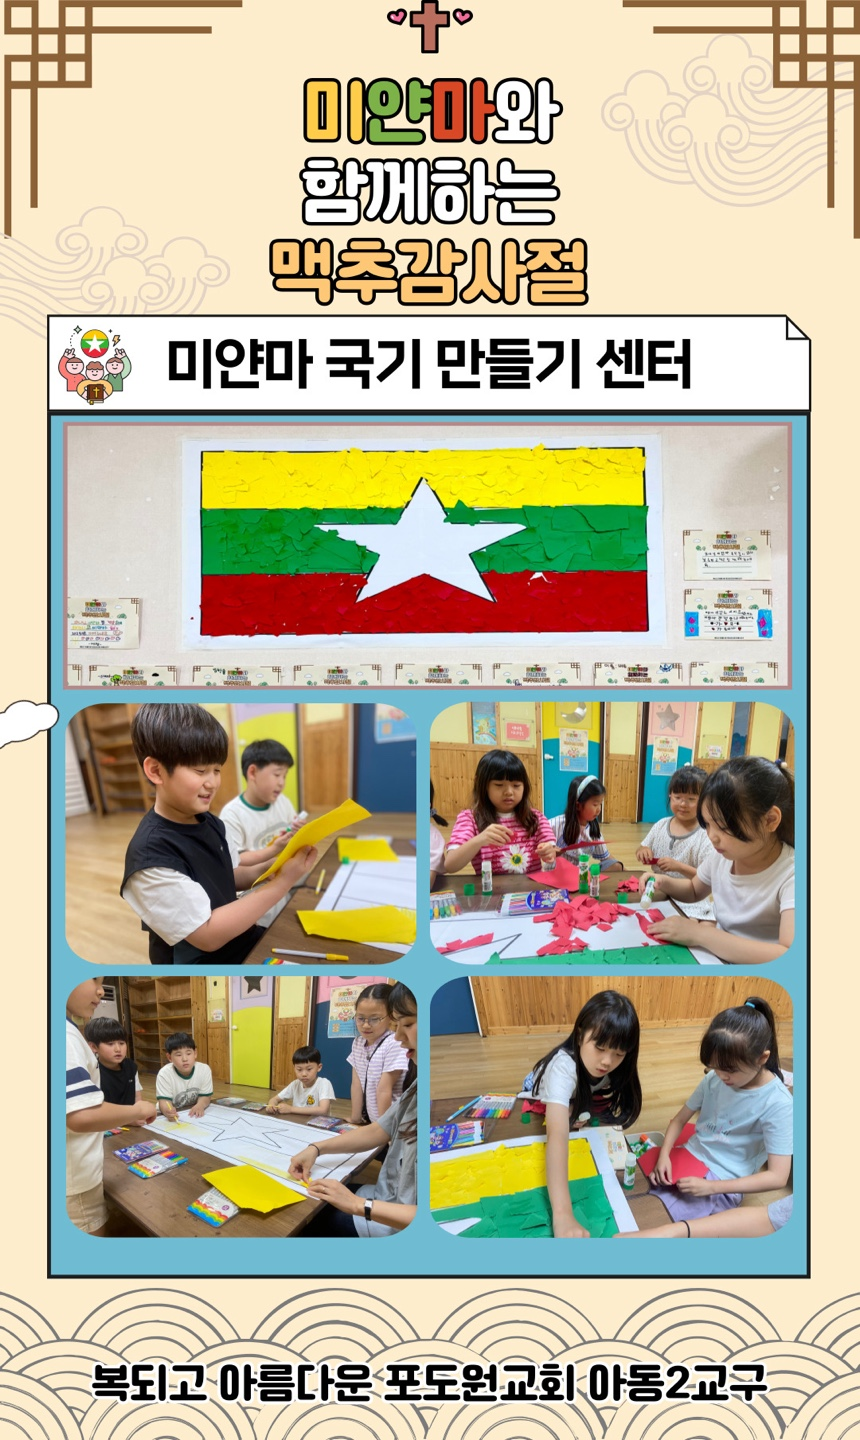 미얀마와
함께하는
맥추감사절
미얀마 국기 만들기 센터
복되고 아름다운 포도원교회 아동2교구